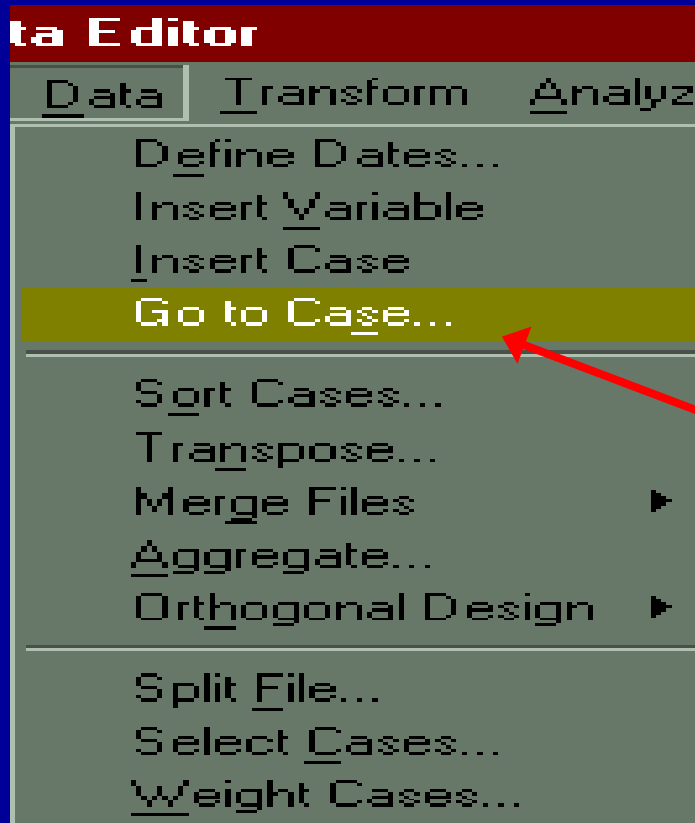 ta Editor
Data Transform Analyz
Define Dates...
Insert Variable
Insert Case
Go to Case...
Sort Cases...
Transpose...
Merge Files
Aggregate...
Orthogonal Design
Split File...
Select Cases...
Weight Cases...